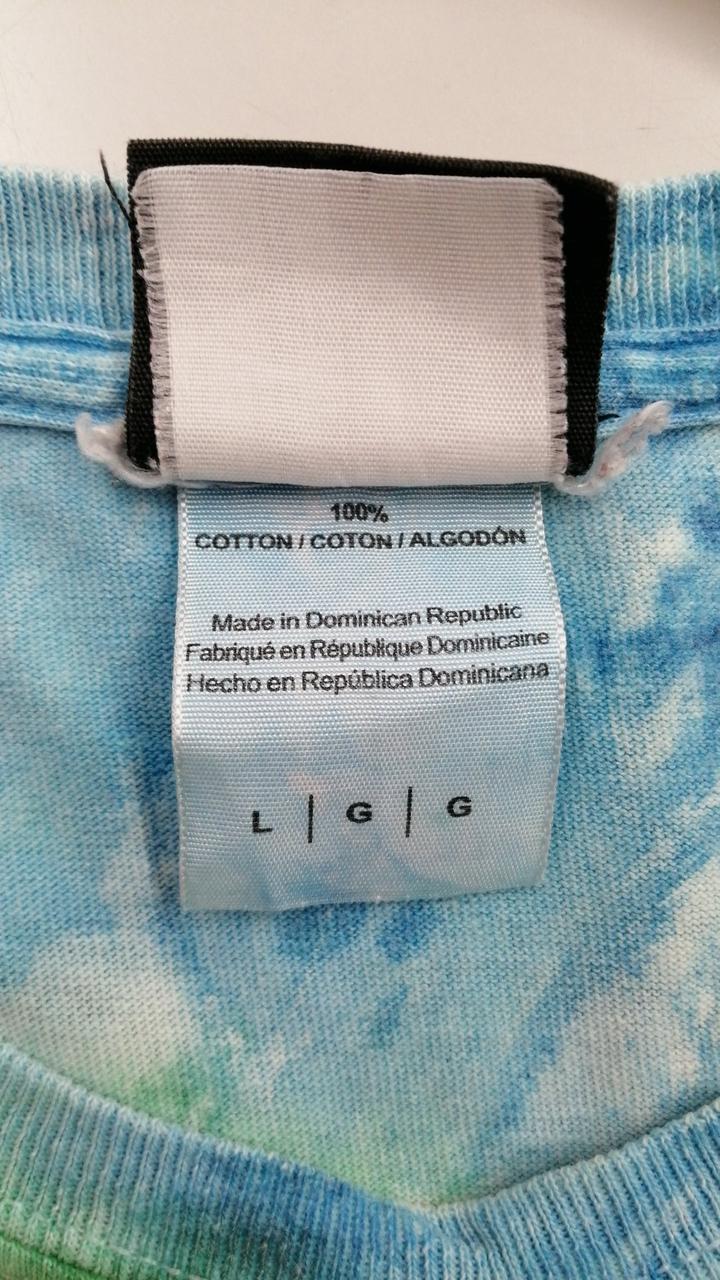 100%
COTTON / COTON / ALGODÓN
Made in Dominican Republic
Fabriqué en République Dominicaine
Hecho en República Dominicana
L | G | G